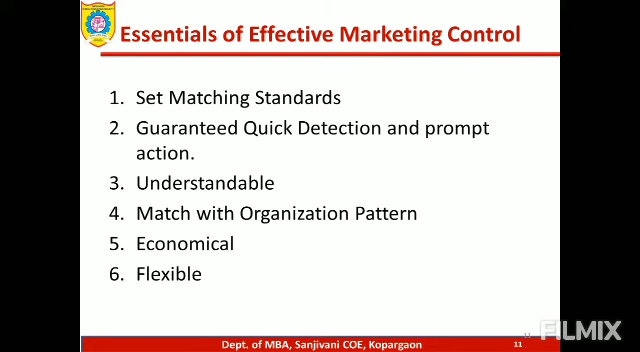 Essentials of Effective Marketing Control
1. Set Matching Standards
2. Guaranteed Quick Detection and prompt
action.
3. Understandable
4. Match with Organization Pattern
5. Economical
6. Flexible
Dept. of MBA, Sanjivani COE, Kopargaon
11
11
FILMIX